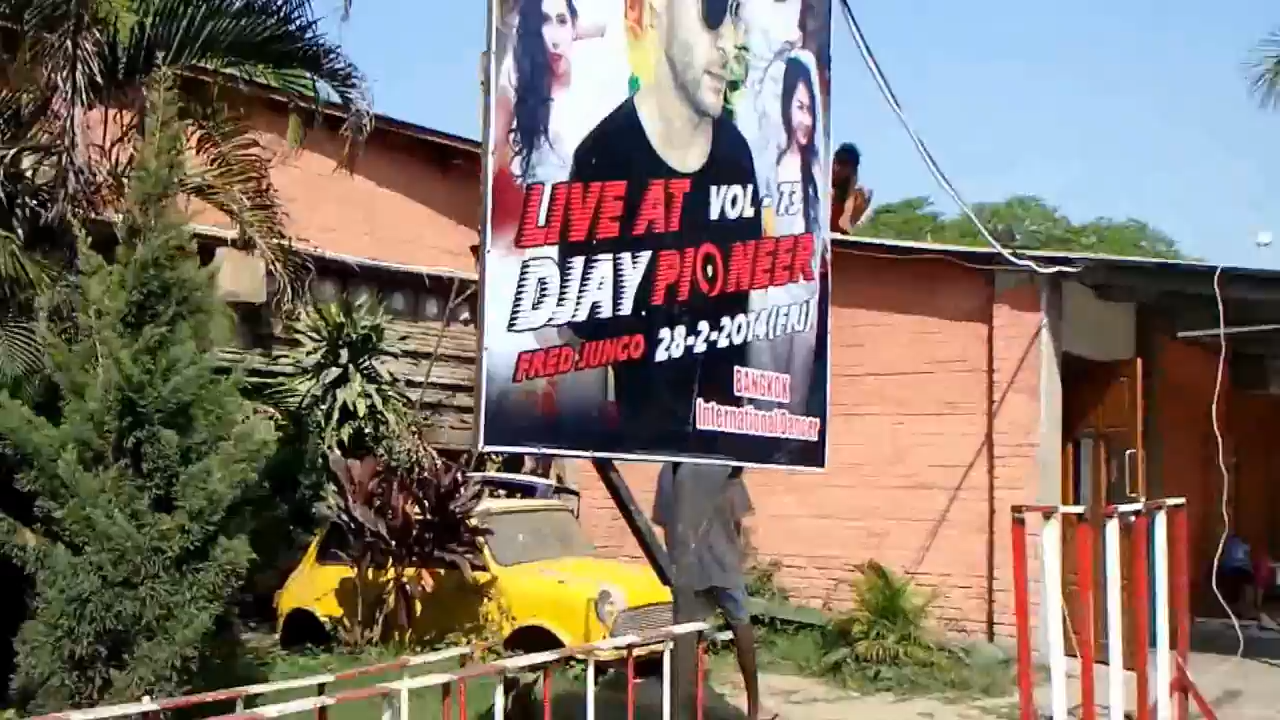 LIVE AT VOL - 73
DJAY PIONEER
FRED JUNGO 28-2-2014(FRI)
BANGKOK
International Dancer